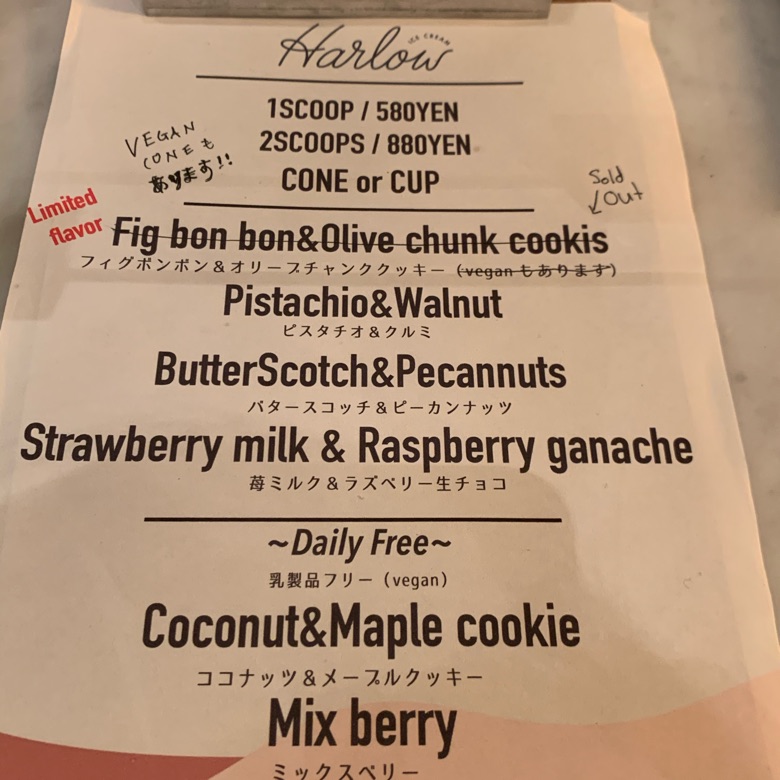 Harlow
ICE CREAM
1SCOOP / 580YEN
2SCOOPS / 880YEN
CONE or CUP
VEGAN
CONEも
あります!!
Sold
Out
Limited
flavor
Fig bon bon&Olive chunk cookis
フィグボンボン＆オリーブチャンククッキー（veganもあります）
Pistachio&Walnut
ピスタチオ＆クルミ
ButterScotch&Pecannuts
バタースコッチ＆ピーカンナッツ
Strawberry milk & Raspberry ganache
苺ミルク＆ラズベリー生チョコ
~Daily Free~
乳製品フリー（vegan）
Coconut&Maple cookie
ココナッツ＆メープルクッキー
Mix berry
ミックスベリー